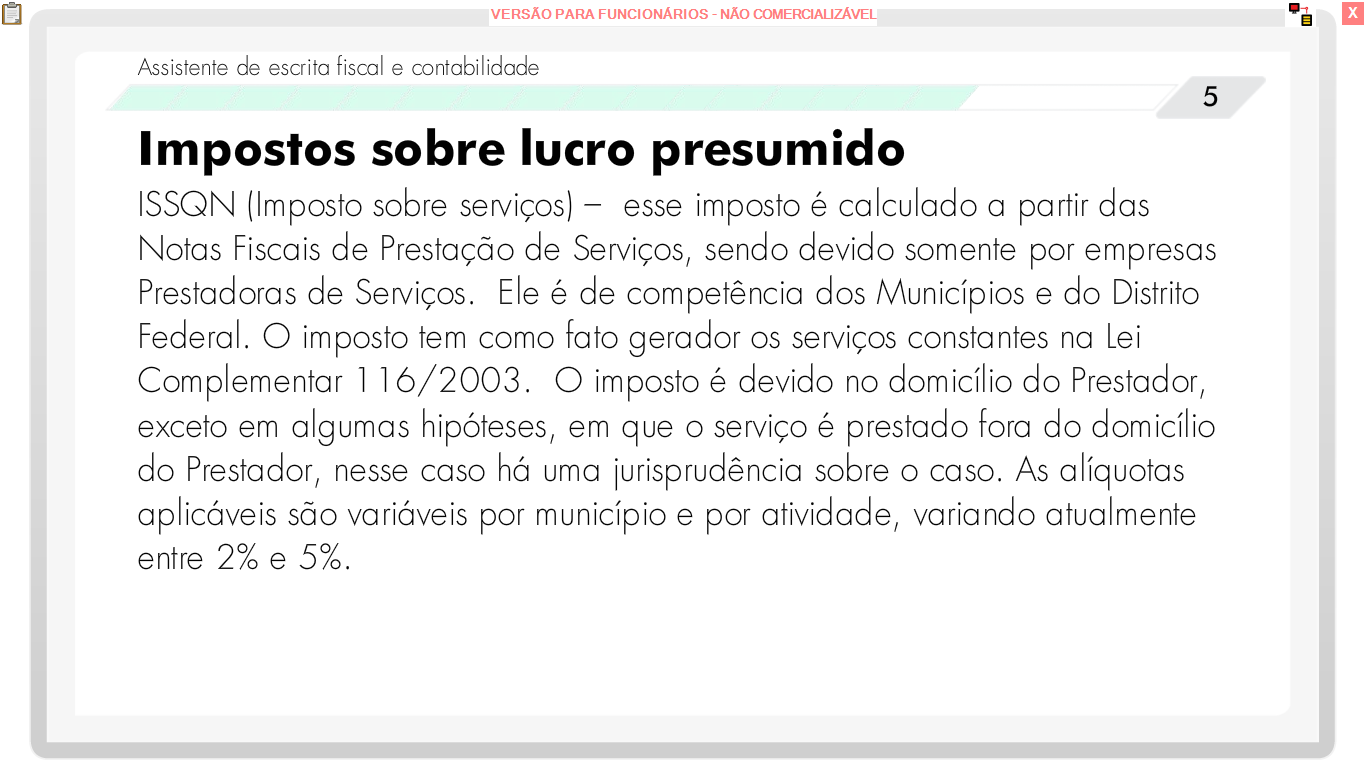 VERSÃO PARA FUNCIONÁRIOS - NÃO COMERCIALIZÁVEL
X
Assistente de escrita fiscal e contabilidade
5
Impostos sobre lucro presumido
ISSQN (Imposto sobre serviços) – esse imposto é calculado a partir das
Notas Fiscais de Prestação de Serviços, sendo devido somente por empresas
Prestadoras de Serviços. Ele é de competência dos Municípios e do Distrito
Federal. O imposto tem como fato gerador os serviços constantes na Lei
Complementar 116/2003. O imposto é devido no domicílio do Prestador,
exceto em algumas hipóteses, em que o serviço é prestado fora do domicílio
do Prestador, nesse caso há uma jurisprudência sobre o caso. As alíquotas
aplicáveis são variáveis por município e por atividade, variando atualmente
entre 2% e 5%.